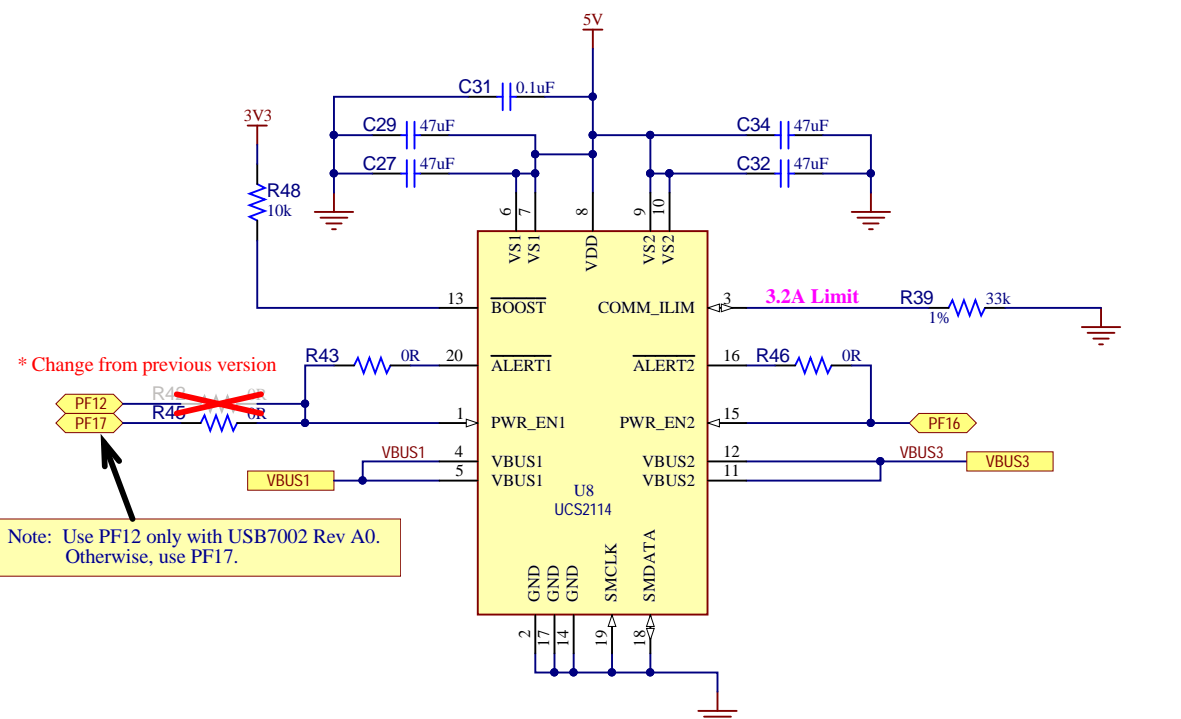 5V
C31 0.1uF
3V3
C29 47uF
C34 47uF
C27 47uF
C32 47uF
R48
10k
6 7 8 9 10
VS1 VS1 VDD VS2 VS2
13 BOOST
COMM_ILIM 3 3.2A Limit R39 33k
1%
* Change from previous version
R43 0R 20 ALERT1
ALERT2 16 R46 0R
R42 0R
PF12
R45 0R
PF17
1 PWR_EN1
PWR_EN2 15 PF16
VBUS1 4 VBUS1
VBUS2 12 VBUS3
VBUS1 5 VBUS1
VBUS2 11 VBUS3
U8
UCS2114
Note: Use PF12 only with USB7002 Rev A0.
Otherwise, use PF17.
GND GND GND SMCLK SMDATA
2 17 14 19 18